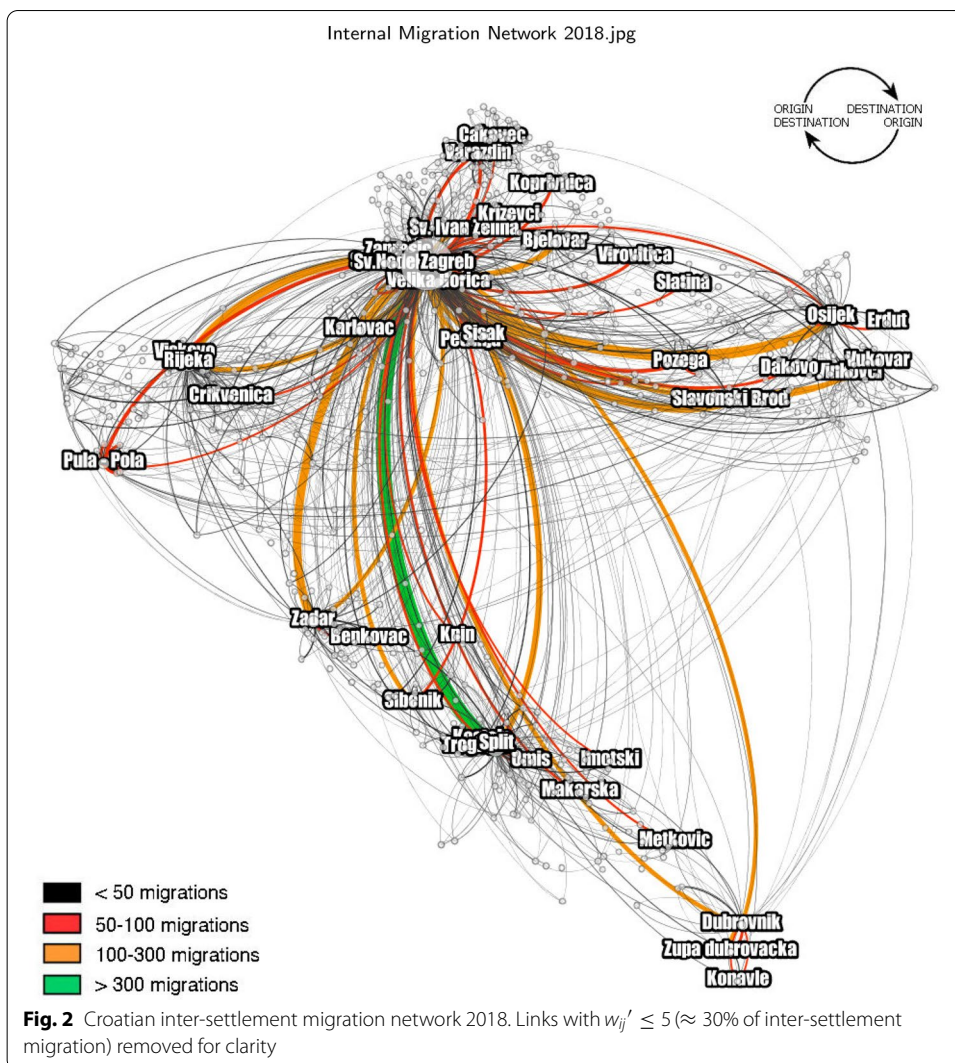 Internal Migration Network 2018.jpg
ORIGIN DESTINATION
DESTINATION ORIGIN
Cakovec
Varazdin
Koprivnica
Krizevci
Sv. Ivan Zelina
Bjelovar
Virovitica
Zagreb
Velika Gorica
Slatina
Osijek
Erdut
Karlovac
Sisak
Rijeka
Pozega
Dakovo
Vukovar
Crikvenica
Slavonski Brod
Pula - Pola
Zadar
Benkovac
Knin
Sibenik
Split
Omis
Imotski
Makarska
Metkovic
Dubrovnik
Zupa dubrovacka
Konavle
< 50 migrations
50-100 migrations
100-300 migrations
> 300 migrations
Fig. 2 Croatian inter-settlement migration network 2018. Links with wij′ ≤ 5 (≈ 30% of inter-settlement
migration) removed for clarity